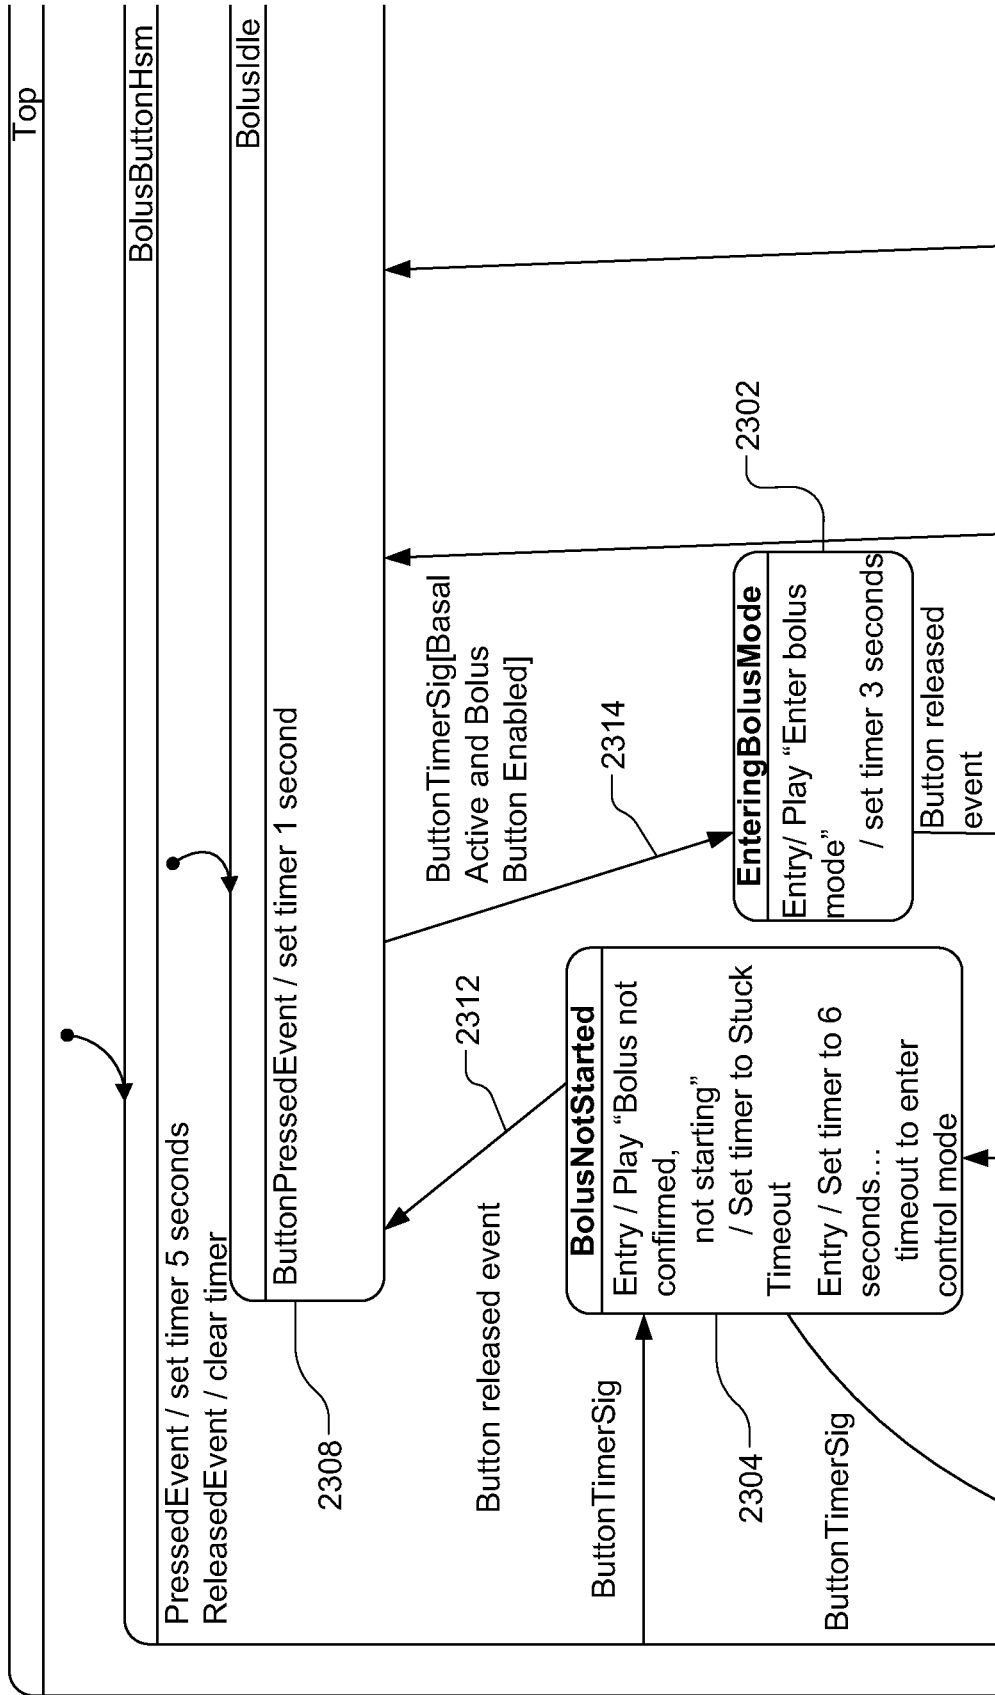 Top
BolusButtonHsm
PressedEvent / set timer 5 seconds
ReleasedEvent / clear timer
BolusIdle
ButtonPressedEvent / set timer 1 second
2308
Button released event
2312
ButtonTimerSig[Basal
Active and Bolus
Button Enabled]
2314
ButtonTimerSig
BolusNotStarted
Entry / Play “Bolus not
confirmed,
not starting”
/ Set timer to Stuck
Timeout
Entry / Set timer to 6
seconds...
timeout to enter
control mode
2304
ButtonTimerSig
EnteringBolusMode
Entry/ Play “Enter bolus
mode”
/ set timer 3 seconds
2302
Button released
event